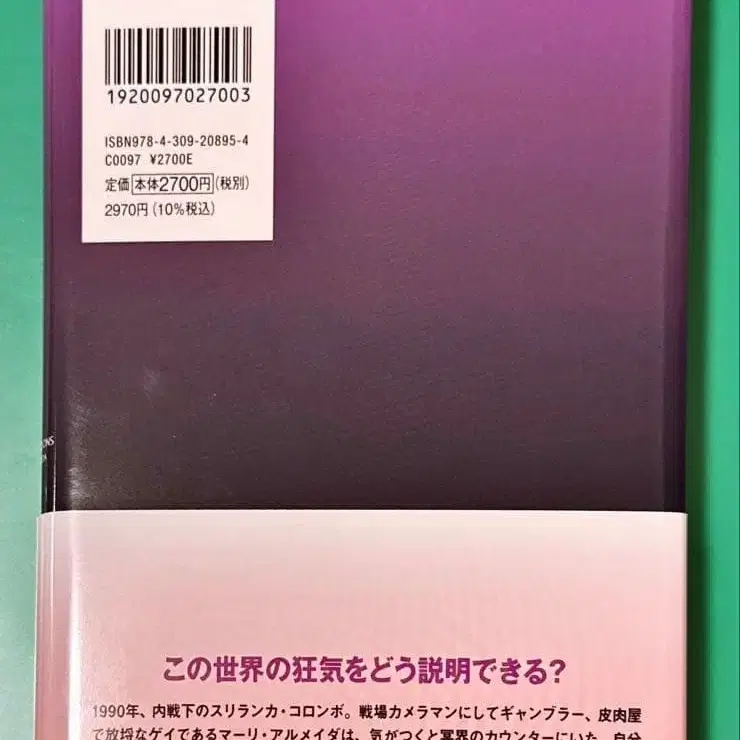 1920097027003
ISBN978-4-309-20895-4
C0097 ¥2700E
定価 本体2700円(税別)
2970円(10%税込)
この世界の狂気をどう説明できる?
1990年、内戦下のスリランカ・コロンボ。戦場カメラマンにしてギャンブラー、皮肉屋
で放埒なゲイであるマーリ・アルメイダは、気がつくと冥界のカウンターにいた。自分